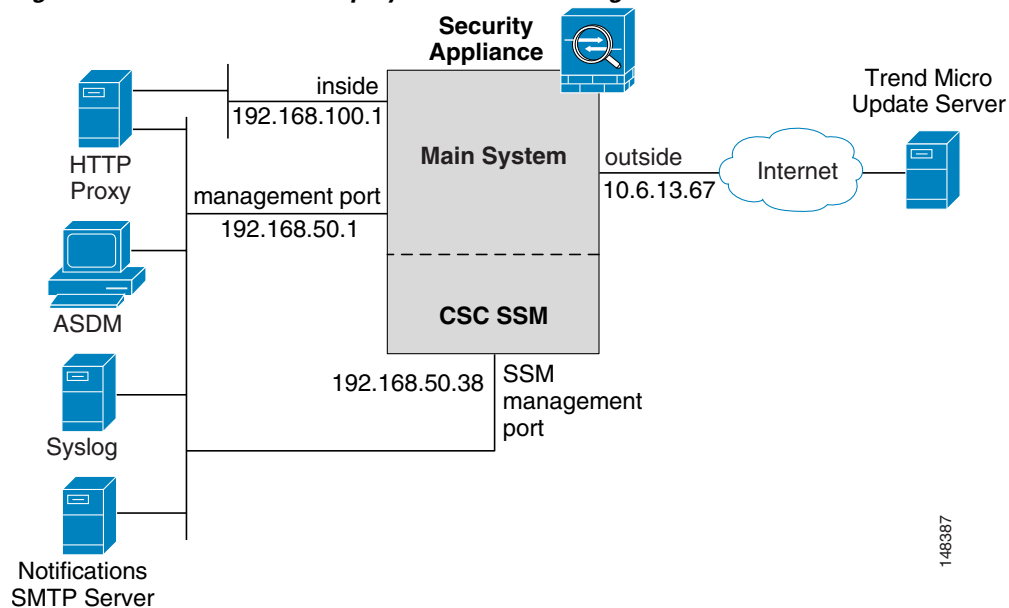 Security
Appliance
inside
192.168.100.1
HTTP
Proxy
Main System
outside
10.6.13.67
Internet
Trend Micro
Update Server
management port
192.168.50.1
ASDM
CSC SSM
192.168.50.38
SSM
management
port
Syslog
Notifications
SMTP Server
148387